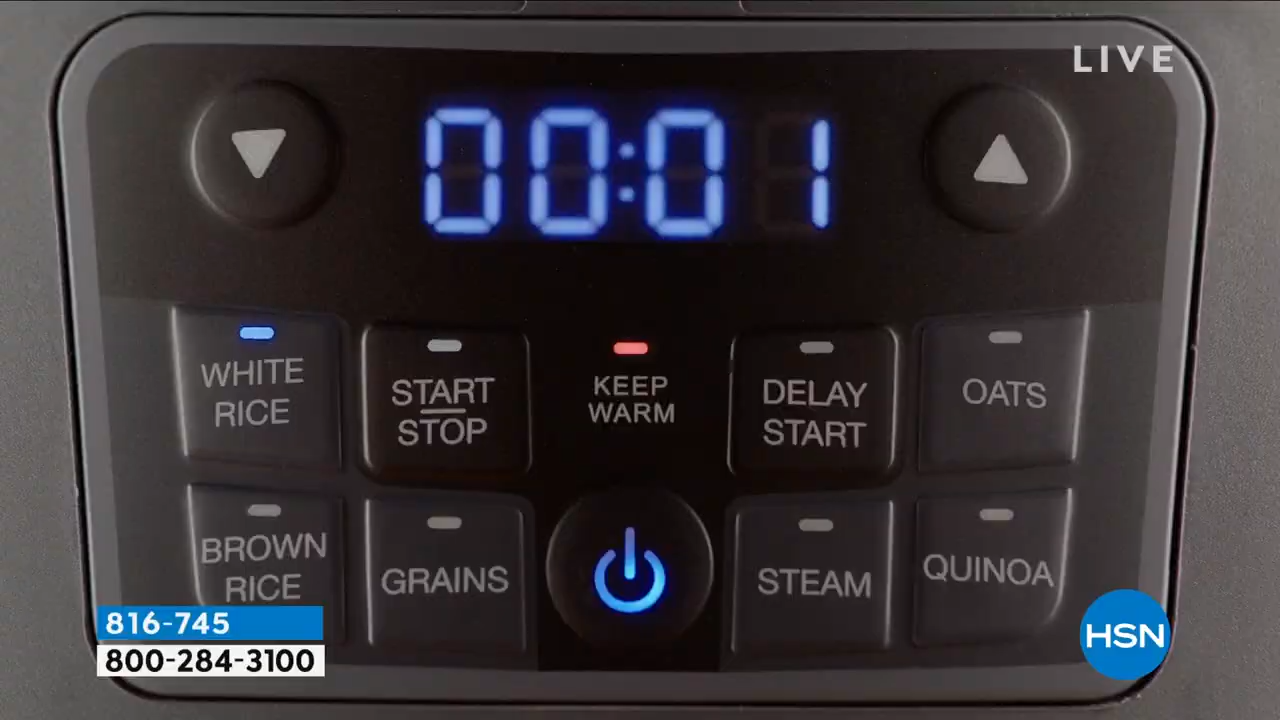 LIVE
00:01
WHITE
RICE
START
STOP
KEEP
WARM
DELAY
START
OATS
BROWN
RICE
GRAINS
STEAM
QUINOA
816-745
800-284-3100
HSN